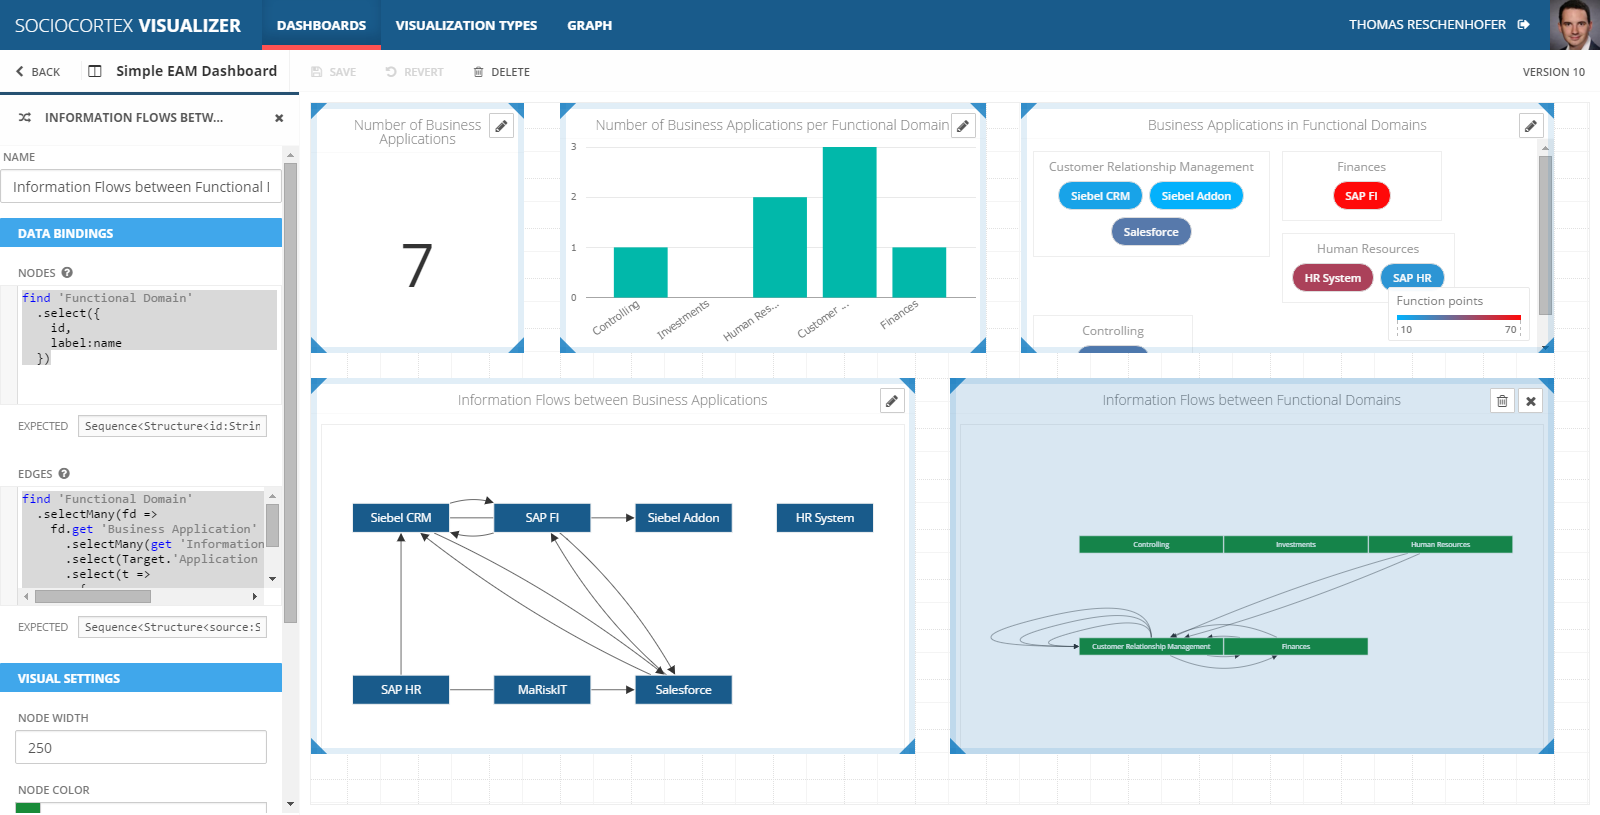 SOCIOCORTEX VISUALIZER
DASHBOARDS
VISUALIZATION TYPES
GRAPH
THOMAS RESCHENHOFER
BACK
Simple EAM Dashboard
SAVE
REVERT
DELETE
VERSION 10
INFORMATION FLOWS BETW...
NAME
Information Flows between Functional
DATA BINDINGS
NODES
find 'Functional Domain'
.select({
id,
label:name
})
EXPECTED
Sequence<Structure<id:Strin
EDGES
find 'Functional Domain'
.selectMany(fd =>
fd.get 'Business Application'
.selectMany(get 'Information
.select(Target.'Application
.select(t =>
{
EXPECTED
Sequence<Structure<source:S
VISUAL SETTINGS
NODE WIDTH
250
NODE COLOR
Number of Business
Applications
7
Number of Business Applications per Functional Domain
3
2
1
0
Controlling
Investments
Human Res...
Customer ...
Finances
Business Applications in Functional Domains
Customer Relationship Management
Siebel CRM
Siebel Addon
Salesforce
Finances
SAP FI
Human Resources
HR System
SAP HR
Controlling
Function points
10
70
Information Flows between Business Applications
Siebel CRM
SAP FI
Siebel Addon
HR System
SAP HR
MaRiskIT
Salesforce
Information Flows between Functional Domains
Controlling
Investments
Human Resources
Customer Relationship Management
Finances